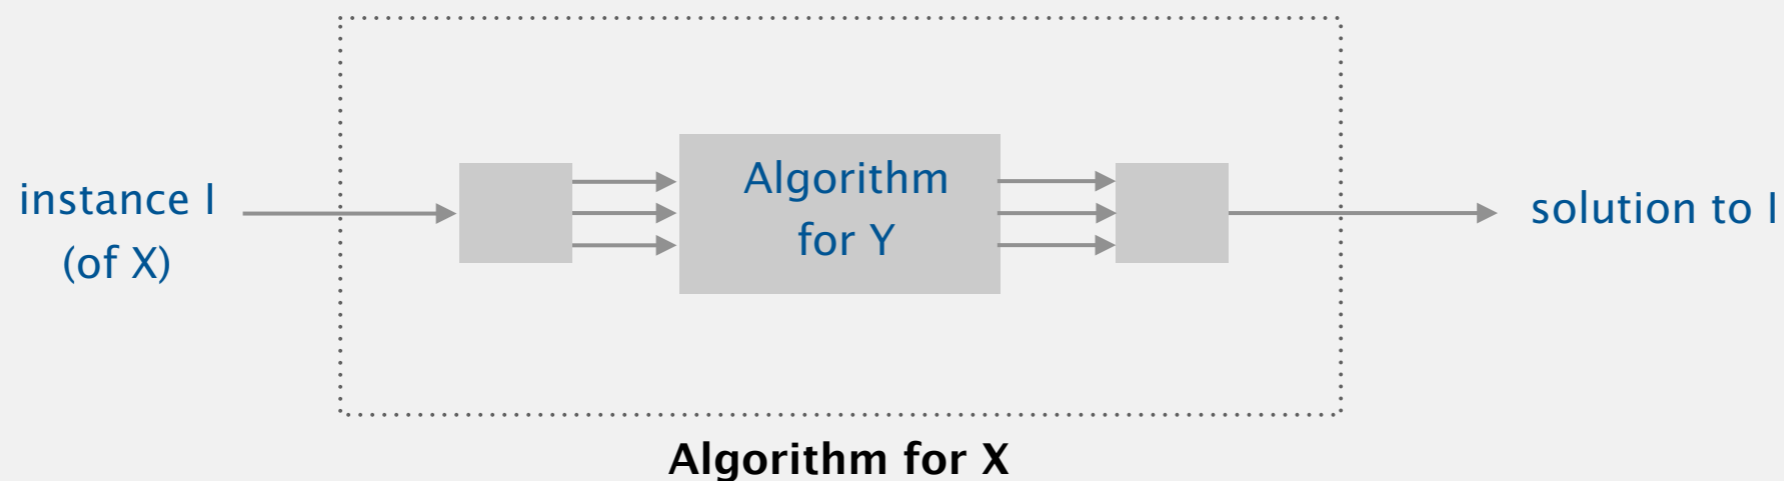 instance I
(of X)
Algorithm
for Y
solution to I
Algorithm for X